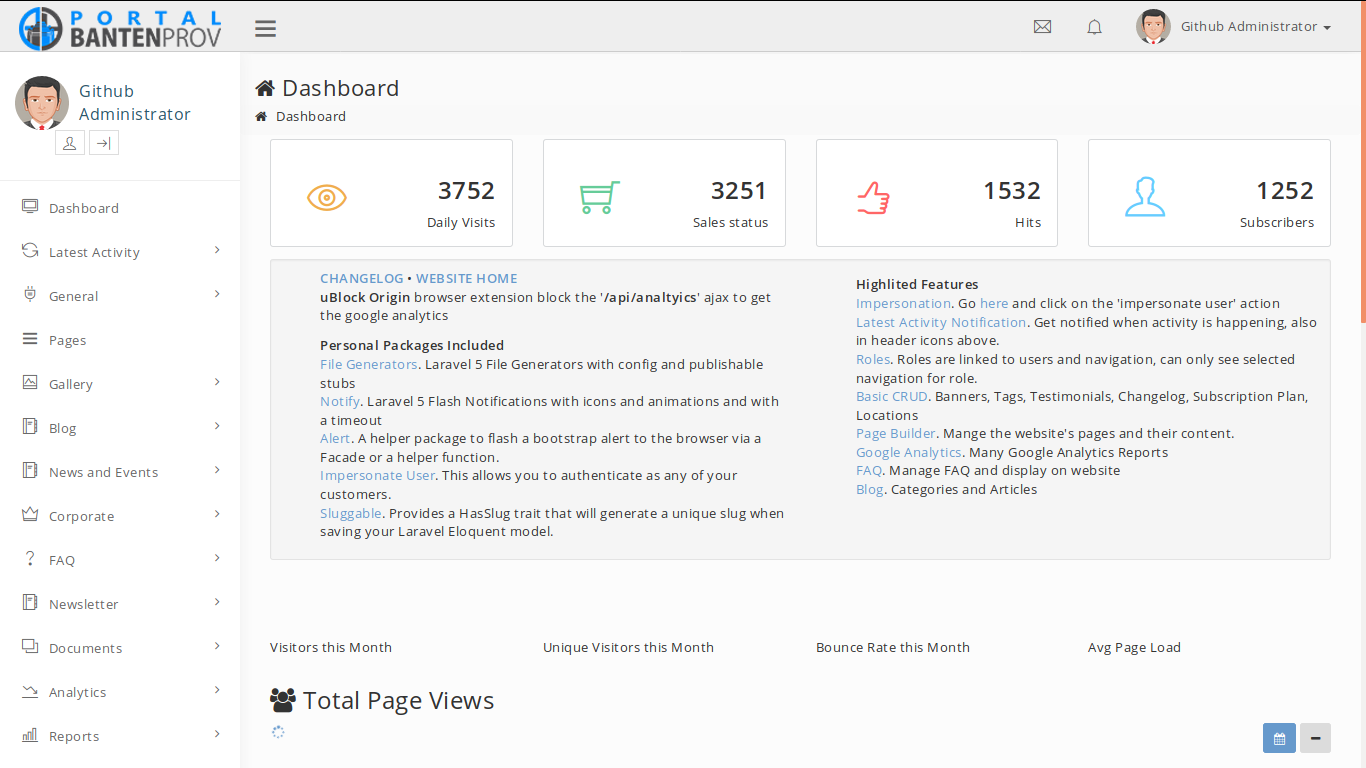 PORTAL
BANTENPROV
Github Administrator
Github
Administrator
Dashboard
Latest Activity
General
Pages
Gallery
Blog
News and Events
Corporate
FAQ
Newsletter
Documents
Analytics
Reports
Dashboard
Dashboard
3752
Daily Visits
3251
Sales status
1532
Hits
1252
Subscribers
CHANGELOG • WEBSITE HOME
uBlock Origin browser extension block the '/api/analtyics' ajax to get
the google analytics
Personal Packages Included
File Generators. Laravel 5 File Generators with config and publishable
stubs
Notify. Laravel 5 Flash Notifications with icons and animations and with
a timeout
Alert. A helper package to flash a bootstrap alert to the browser via a
Facade or a helper function.
Impersonate User. This allows you to authenticate as any of your
customers.
Sluggable. Provides a HasSlug trait that will generate a unique slug when
saving your Laravel Eloquent model.
Highlited Features
Impersonation. Go here and click on the 'impersonate user' action
Latest Activity Notification. Get notified when activity is happening, also
in header icons above.
Roles. Roles are linked to users and navigation, can only see selected
navigation for role.
Basic CRUD. Banners, Tags, Testimonials, Changelog, Subscription Plan,
Locations
Page Builder. Mange the website's pages and their content.
Google Analytics. Many Google Analytics Reports
FAQ. Manage FAQ and display on website
Blog. Categories and Articles
Visitors this Month
Unique Visitors this Month
Bounce Rate this Month
Avg Page Load
Total Page Views